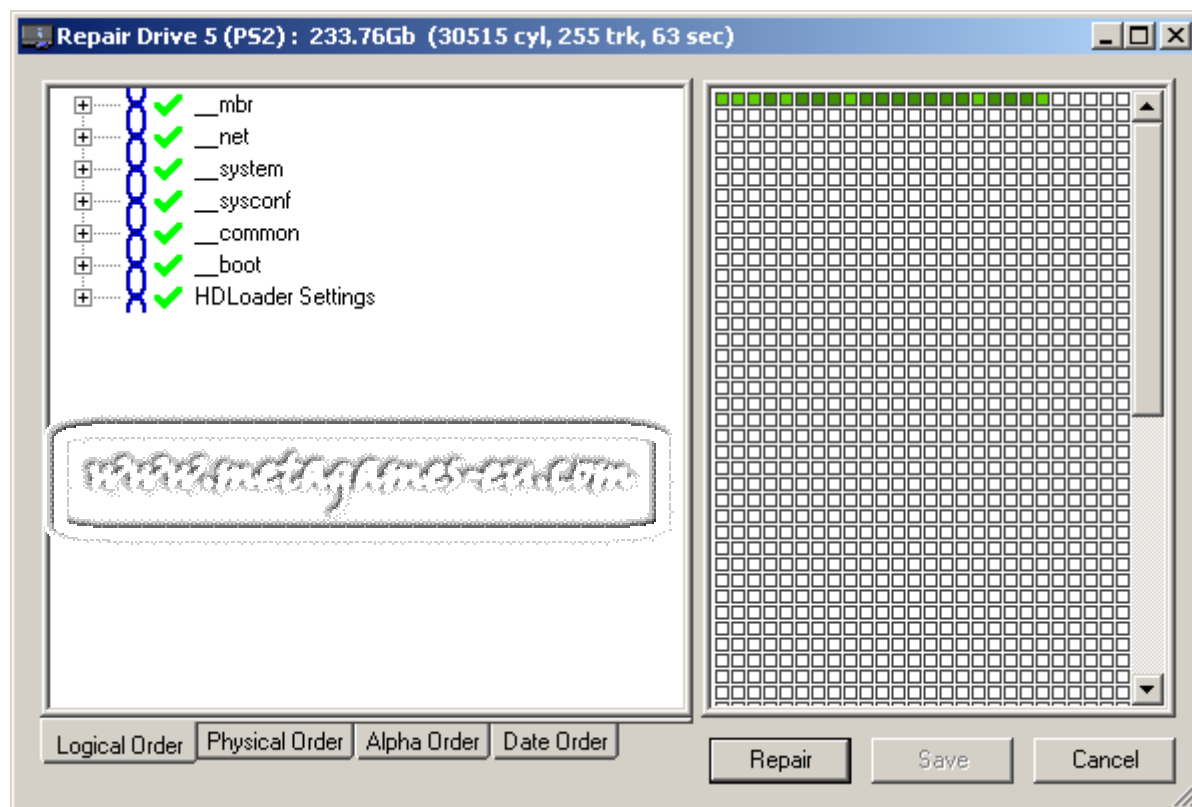 Repair Drive 5 (PS2) : 233.76Gb (30515 cyl, 255 trk, 63 sec)
__mbr
__net
__system
__sysconf
__common
__boot
HDLoader Settings
www.metagames-eu.com
Logical Order Physical Order Alpha Order Date Order
Repair Save Cancel